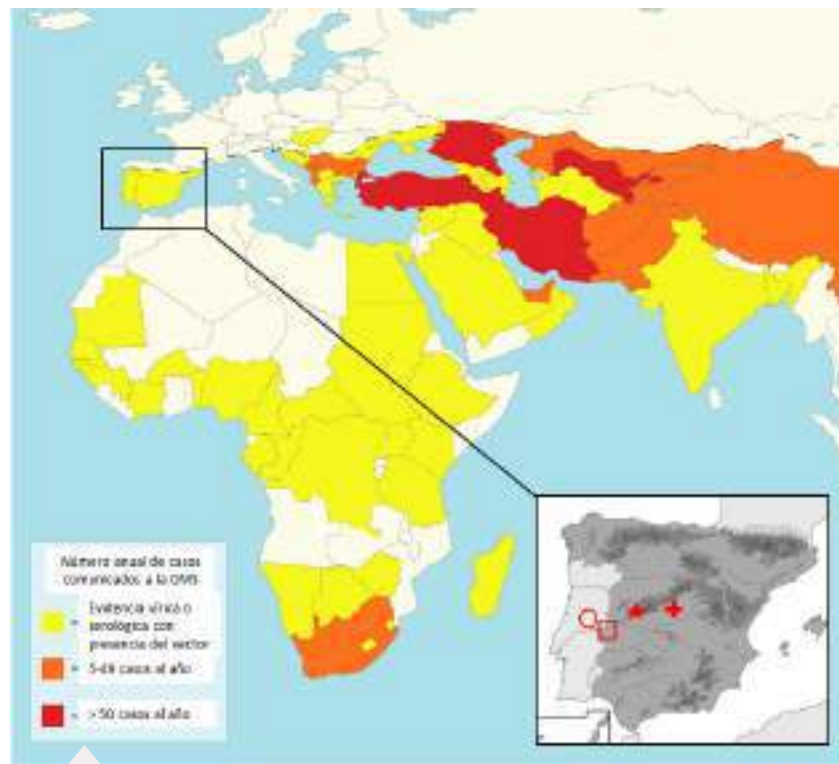 Número anual de casos
comunicados a la OMS
= Evidencia vírica o
serológica con
presencia del vector
= 5-49 casos al año
= > 50 casos al año